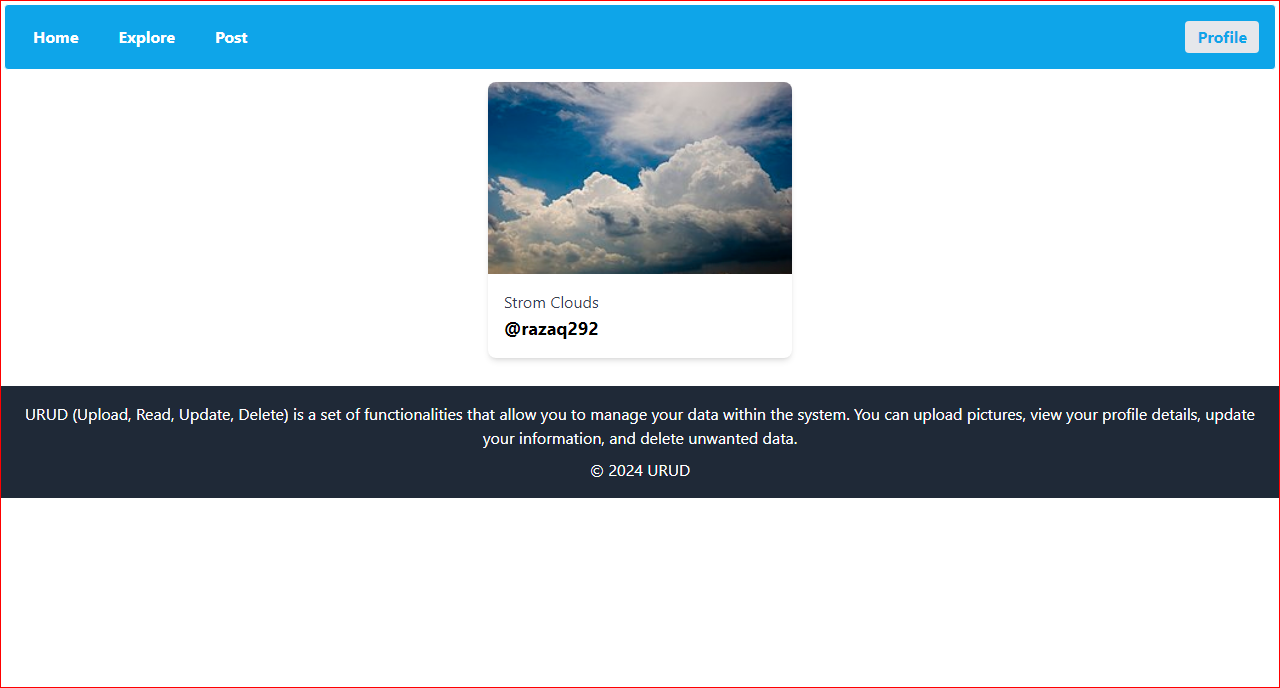 Home Explore Post Profile
Strom Clouds
@razaq292
URUD (Upload, Read, Update, Delete) is a set of functionalities that allow you to manage your data within the system. You can upload pictures, view your profile details, update
your information, and delete unwanted data.
© 2024 URUD